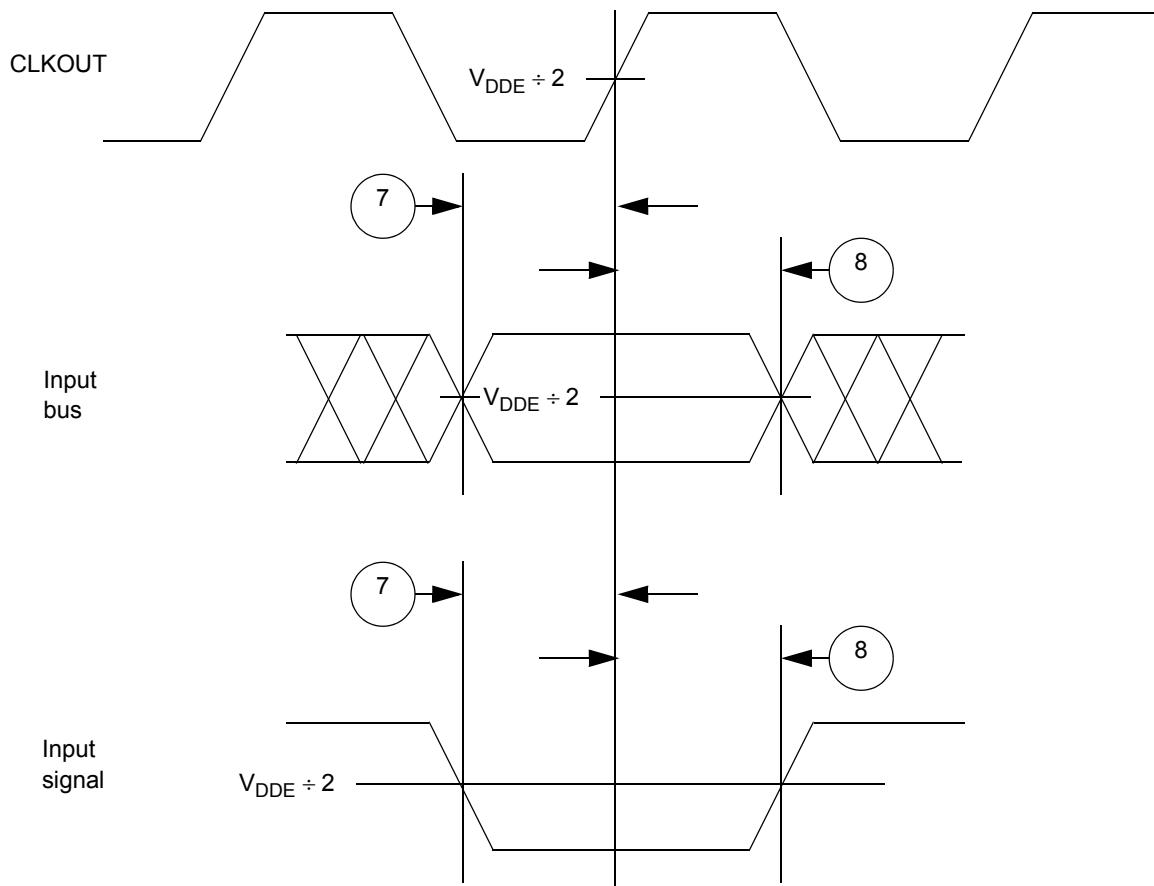 CLKOUT
V_DDE ÷ 2
7
8
Input
bus
V_DDE ÷ 2
7
8
Input
signal
V_DDE ÷ 2